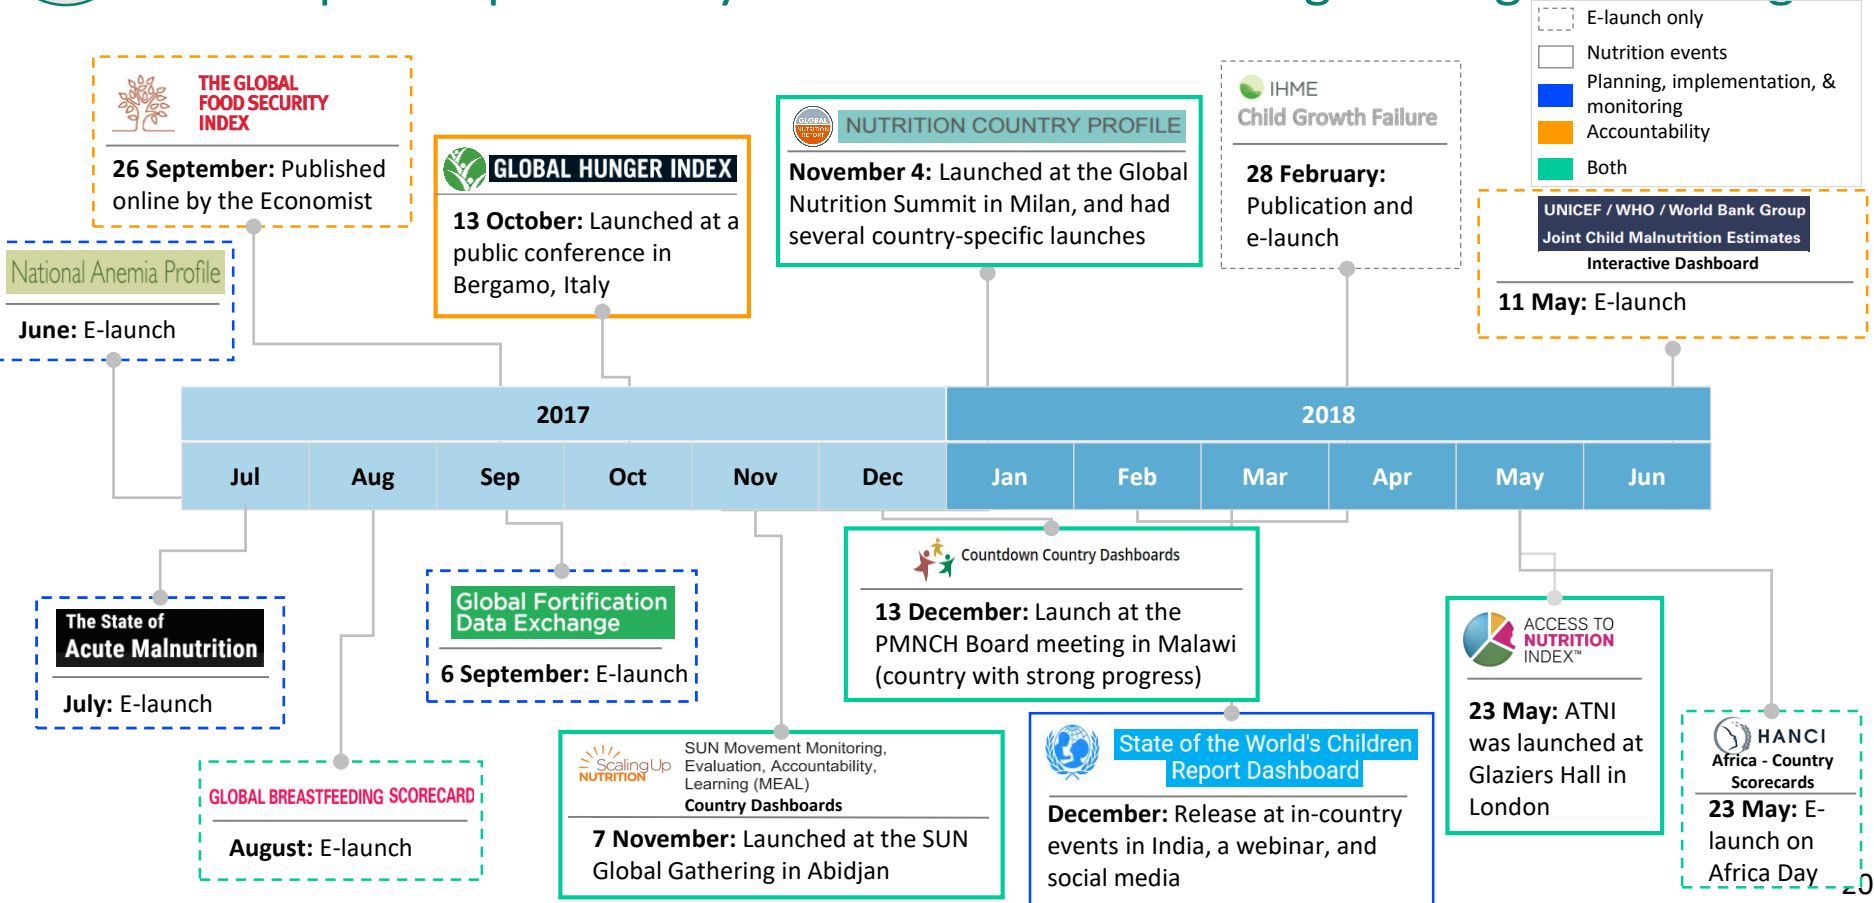 E-launch only
Nutrition events
Planning, implementation, &
monitoring
Accountability
Both
THE GLOBAL
FOOD SECURITY
INDEX
26 September: Published
online by the Economist
GLOBAL HUNGER INDEX
13 October: Launched at a
public conference in
Bergamo, Italy
GLOBAL
NUTRITION
REPORT
NUTRITION COUNTRY PROFILE
November 4: Launched at the Global
Nutrition Summit in Milan, and had
several country-specific launches
IHME
Child Growth Failure
28 February:
Publication and
e-launch
UNICEF / WHO / World Bank Group
Joint Child Malnutrition Estimates
Interactive Dashboard
11 May: E-launch
National Anemia Profile
June: E-launch
2017
2018
Jul
Aug
Sep
Oct
Nov
Dec
Jan
Feb
Mar
Apr
May
Jun
The State of
Acute Malnutrition
July: E-launch
GLOBAL BREASTFEEDING SCORECARD
August: E-launch
Global Fortification
Data Exchange
6 September: E-launch
ScalingUp
NUTRITION
SUN Movement Monitoring,
Evaluation, Accountability,
Learning (MEAL)
Country Dashboards
7 November: Launched at the SUN
Global Gathering in Abidjan
Countdown Country Dashboards
13 December: Launch at the
PMNCH Board meeting in Malawi
(country with strong progress)
State of the World's Children
Report Dashboard
December: Release at in-country
events in India, a webinar, and
social media
ACCESS TO
NUTRITION
INDEX™
23 May: ATNI
was launched at
Glaziers Hall in
London
HANCI
Africa - Country
Scorecards
23 May: E-
launch on
Africa Day
20